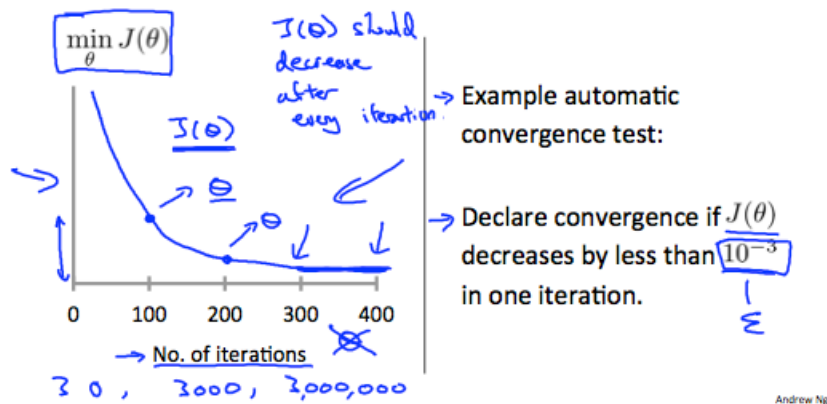 min J(θ)
θ
J(θ) should
decrease
after
every iteration.
J(θ)
θ
θ
0 100 200 300 400
→ No. of iterations
θ
30, 3000, 3,000,000
→ Example automatic
convergence test:
→ Declare convergence if J(θ)
decreases by less than 10⁻³
in one iteration.
ε
Andrew Ng